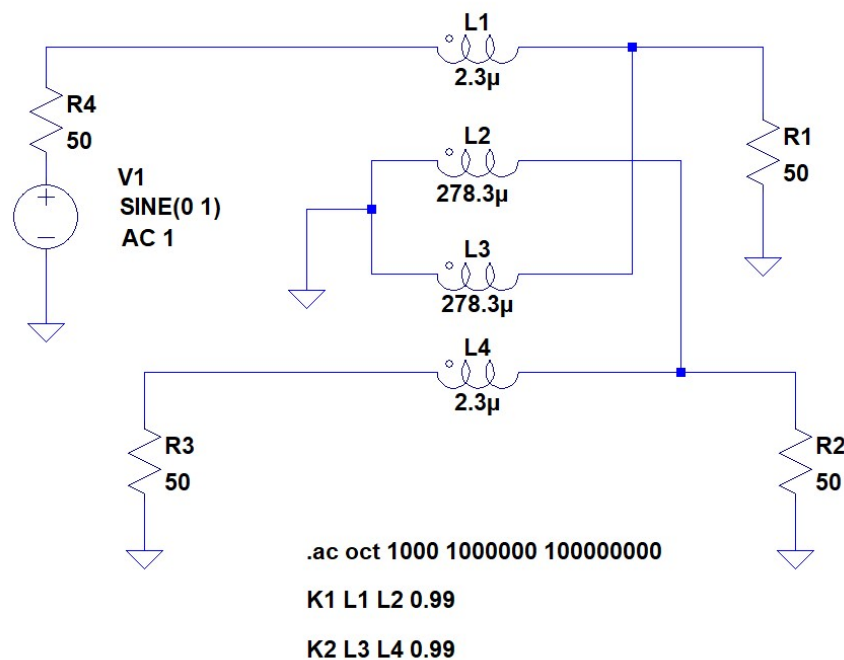 L1
2.3µ
R4
50
V1
SINE(0 1)
AC 1
L2
278.3µ
R1
50
L3
278.3µ
L4
2.3µ
R3
50
R2
50
.ac oct 1000 1000000 100000000
K1 L1 L2 0.99
K2 L3 L4 0.99